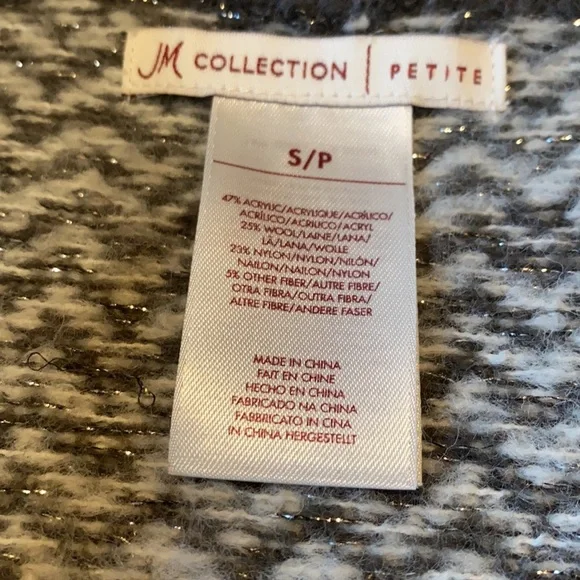 JM COLLECTION | PETITE
S/P
47% ACRYLIC/ACRYLIQUE/ACRÍLICO/
ACRÍLICO/ACRILICO/ACRYL
25% WOOL/LAINE/LANA/
LÃ/LANA/WOLLE
23% NYLON/NYLON/NILÓN/
NAILON/NAILON/NYLON
5% OTHER FIBER/AUTRE FIBRE/
OTRA FIBRA/OUTRA FIBRA/
ALTRE FIBRE/ANDERE FASER
MADE IN CHINA
FAIT EN CHINE
HECHO EN CHINA
FABRICADO NA CHINA
FABBRICATO IN CINA
IN CHINA HERGESTELLT